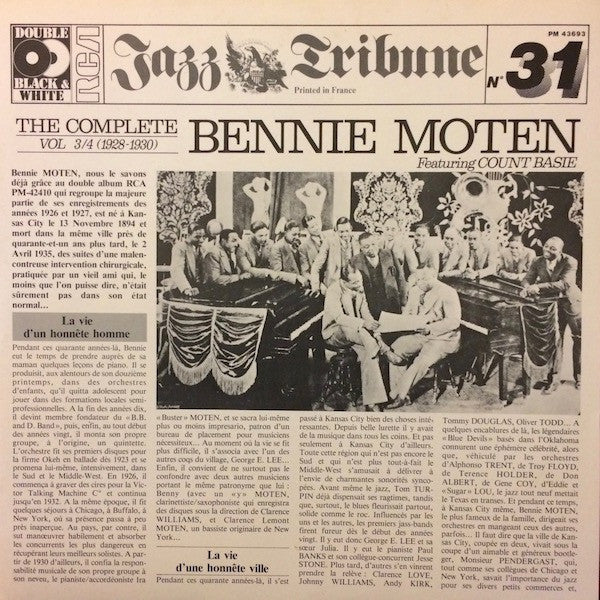 DOUBLE
BLACK &
WHITE
RCA
Jazz Tribune
Printed in France
PM 43693
N° 31
THE COMPLETE
VOL 3/4 (1928-1930)
BENNIE MOTEN
Featuring COUNT BASIE
Bennie MOTEN, nous le savons
déjà grâce au double album RCA
PM-42410 qui regroupe la majeure
partie de ses enregistrements des
années 1926 et 1927, est né à Kan-
sas City le 13 Novembre 1894 et
mort dans la même ville près de
quarante-et-un ans plus tard, le 2
Avril 1935, des suites d'une malen-
contreuse intervention chirurgicale,
pratiquée par un vieil ami qui, le
moins que l'on puisse dire, n'était
sûrement pas dans son état
normal...
La vie
d'un honnête homme
Pendant ces quarante années-là, Bennie
eut le temps de prendre auprès de sa
maman quelques leçons de piano. Il se
produisit, aux alentours de son douzième
printemps, dans des orchestres
d'enfants, qu'il quitta adolescent pour
jouer dans des formations locales semi-
professionnelles. A la fin des années dix,
il devint membre fondateur du «B.B.
and D. Band», puis, enfin, au tout début
des années vingt, il monta son propre
groupe, à l'origine, un quintette.
L'orchestre fit ses premiers disques pour
la firme Okeh en ballade dès 1923 et se
promena lui-même, intensivement, dans
le Sud et le Middle-West. En 1926, il
commença à graver des cires pour la Vic-
tor Talking Machine C° et continua
jusqu'en 1932. A la même époque, il fit
quelques séjours à Chicago, à Buffalo, à
New York, où sa présence passa à peu
près inaperçue. Au pays, par contre, il
sut manœuvrer habilement et absorber
les concurrents les plus dangereux en
récupérant leurs meilleurs solistes. A par-
tir de 1930 d'ailleurs, il confia la respon-
sabilité musicale de son propre groupe à
son neveu, le pianiste/accordéoniste Ira
«Buster» MOTEN, et se sacra lui-même
plus ou moins imprésario, patron d'un
bureau de placement pour musiciens
nécessiteux... Au moment où la vie se fit
plus difficile, il s'associa avec l'un des
autres coqs du village, George E. LEE...
Enfin, il convient de ne surtout pas le
confondre avec deux autres musiciens
portant le même patronyme que lui :
Benny (avec un «y») MOTEN,
clarinettiste/saxophoniste qui enregistra
des disques sous la direction de Clarence
WILLIAMS, et Clarence Lemont
MOTEN, un bassiste originaire de New
York...
La vie
d'une honnête ville
Pendant ces quarante années-là, il s'est
passé à Kansas City bien des choses inté-
ressantes. Depuis belle lurette il y avait
de la musique dans tous les coins. Et pas
seulement à Kansas City d'ailleurs.
Toute cette région qui n'est pas encore le
Sud et qui n'est plus tout-à-fait le
Middle-West s'amusait à délivrer
l'envie de charmantes sonorités synco-
pées. Avant même le jazz, Tom TUR-
PIN déjà dispensait ses ragtimes, tandis
que, surtout, le blues fleurissait partout,
solide comme le roc. Influencés par les
uns et les autres, les premiers jazz-bands
firent fureur dès le début des années
vingt. Il y eut donc George E. LEE et sa
sœur Julia. Il y eut le pianiste Paul
BANKS et son collègue-concurrent Jesse
STONE. Plus tard, d'autres s'en vinrent
prendre la relève : Clarence LOVE,
Johnny WILLIAMS, Andy KIRK,
Tommy DOUGLAS, Oliver TODD... A
quelques encablures de là, les légendaires
«Blue Devils» basés dans l'Oklahoma
connurent une éphémère célébrité, alors
que, véhiculé par les orchestres
d'Alphonso TRENT, de Troy FLOYD,
de Terence HOLDER, de Don
ALBERT, de Gene COY, d'Eddie et
«Sugar» LOU, le jazz tout neuf mettait
le Texas en transes. Et pendant ce temps,
à Kansas City même, Bennie MOTEN,
le plus fameux de la famille, dirigeait ses
orchestres en mangeant ceux des autres,
parfois... Il faut dire que la ville de Kan-
sas City, coupée en deux, vivait sous la
coupe d'un aimable et généreux bootleg-
ger, Monsieur PENDERGAST, qui,
tout comme ses collègues de Chicago et
New York, savait l'importance du jazz
pour ses divers petits commerces et,